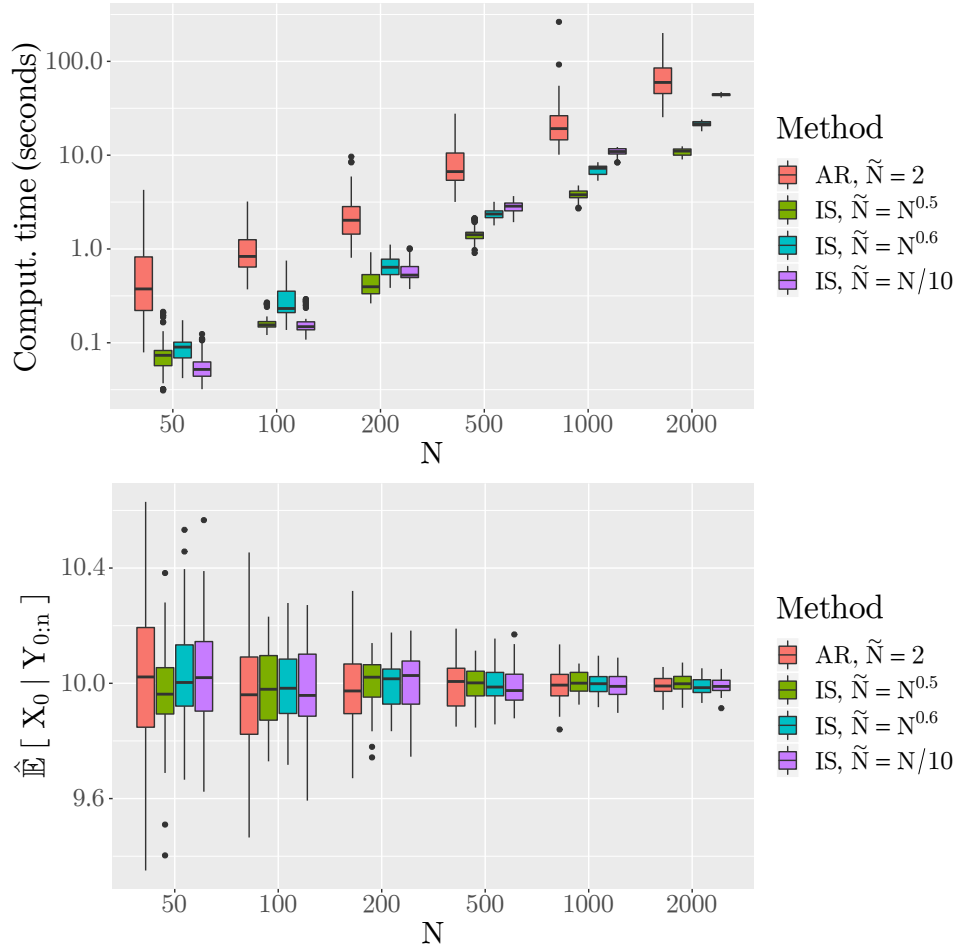 Comput. time (seconds)
100.0
10.0
1.0
0.1
50 100 200 500 1000 2000
N
Method
AR, Ñ = 2
IS, Ñ = N^0.5
IS, Ñ = N^0.6
IS, Ñ = N/10
𝔼̂ [ X_0 | Y_0:n ]
10.4
10.0
9.6
50 100 200 500 1000 2000
N
Method
AR, Ñ = 2
IS, Ñ = N^0.5
IS, Ñ = N^0.6
IS, Ñ = N/10